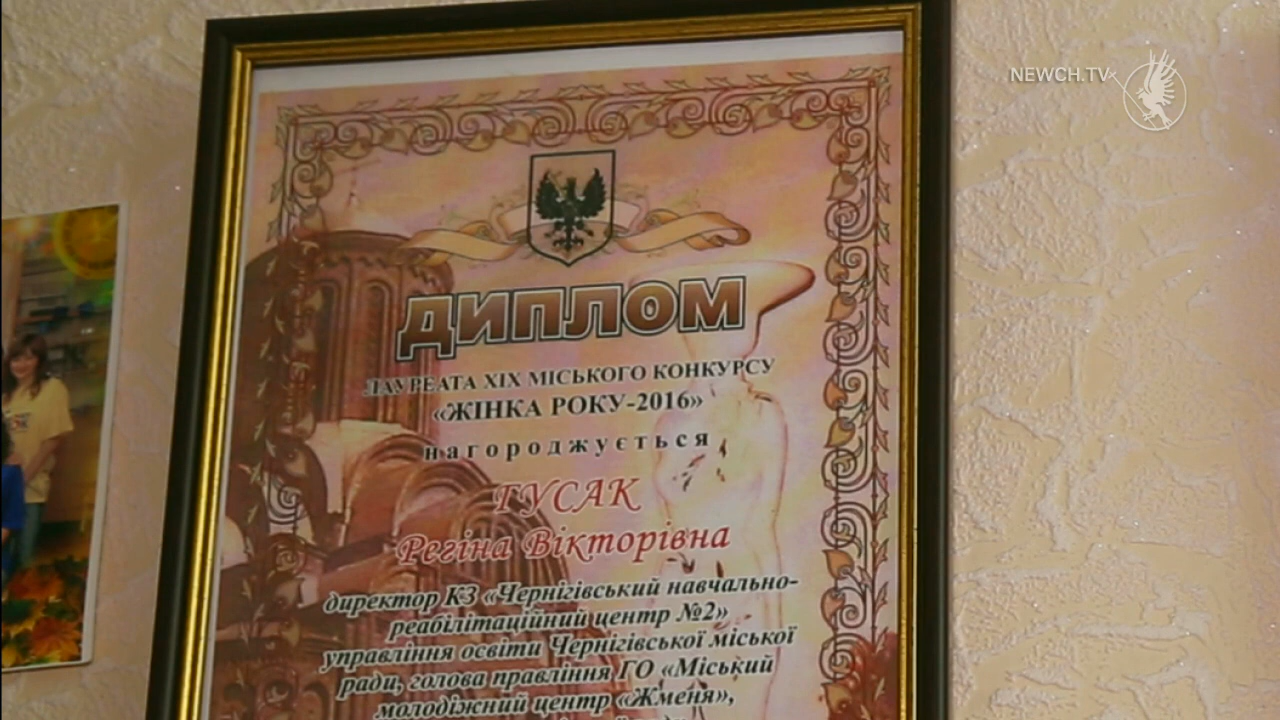 NEWCH.TV
ДИПЛОМ
ЛАУРЕАТА XIX МІСЬКОГО КОНКУРСУ
«ЖІНКА РОКУ-2016»
нагороджується
ГУСАК
Регіна Вікторівна
директор КЗ «Чернігівський навчально-
реабілітаційний центр №2»
управління освіти Чернігівської міської
ради, голова правління ГО «Міський
молодіжний центр «Жменя»,